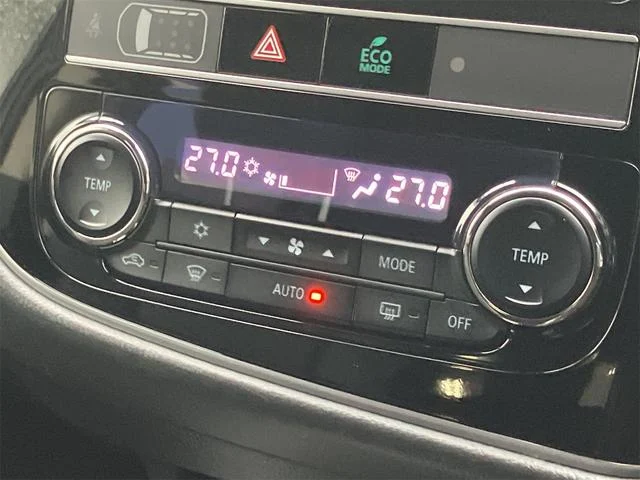 ECO
MODE
27.0 27.0
TEMP
TEMP
MODE
AUTO
OFF